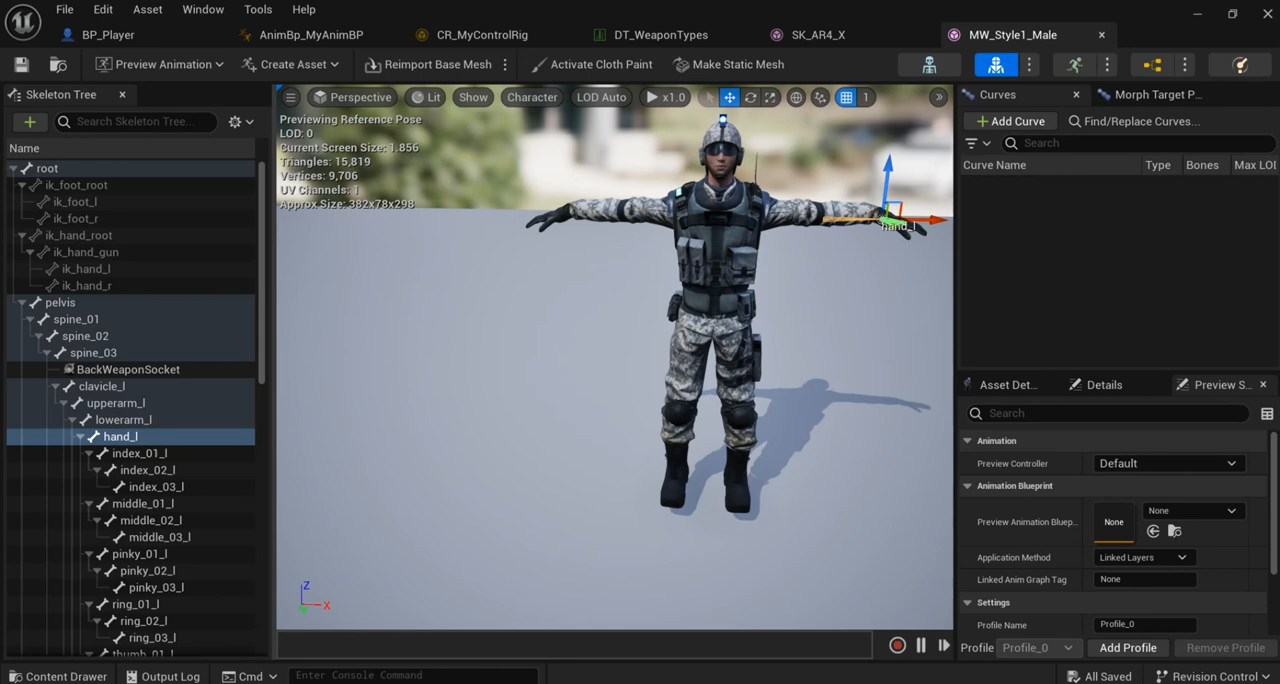 File Edit Asset Window Tools Help
BP_Player AnimBp_MyAnimBP CR_MyControlRig DT_WeaponTypes SK_AR4_X MW_Style1_Male
Preview Animation Create Asset Reimport Base Mesh Activate Cloth Paint Make Static Mesh
Skeleton Tree
Search Skeleton Tree...
Name
root
ik_foot_root
ik_foot_l
ik_foot_r
ik_hand_root
ik_hand_gun
ik_hand_l
ik_hand_r
pelvis
spine_01
spine_02
spine_03
BackWeaponSocket
clavicle_l
upperarm_l
lowerarm_l
hand_l
index_01_l
index_02_l
index_03_l
middle_01_l
middle_02_l
middle_03_l
pinky_01_l
pinky_02_l
pinky_03_l
ring_01_l
ring_02_l
ring_03_l
thumb_01_l
Perspective Lit Show Character LOD Auto x1.0 1
Previewing Reference Pose
LOD: 0
Current Screen Size: 1.856
Triangles: 15,819
Vertices: 9,706
UV Channels: 1
Approx Size: 382x78x298
hand_l
Z
X
Curves Morph Target P...
Add Curve Find/Replace Curves...
Search
Curve Name Type Bones Max LOI
Asset Det... Details Preview S...
Search
Animation
Preview Controller Default
Animation Blueprint
Preview Animation Bluep... None None
Application Method Linked Layers
Linked Anim Graph Tag None
Settings
Profile Name Profile_0
Profile Profile_0 Add Profile Remove Profile
Content Drawer Output Log Cmd Enter Console Command All Saved Revision Control